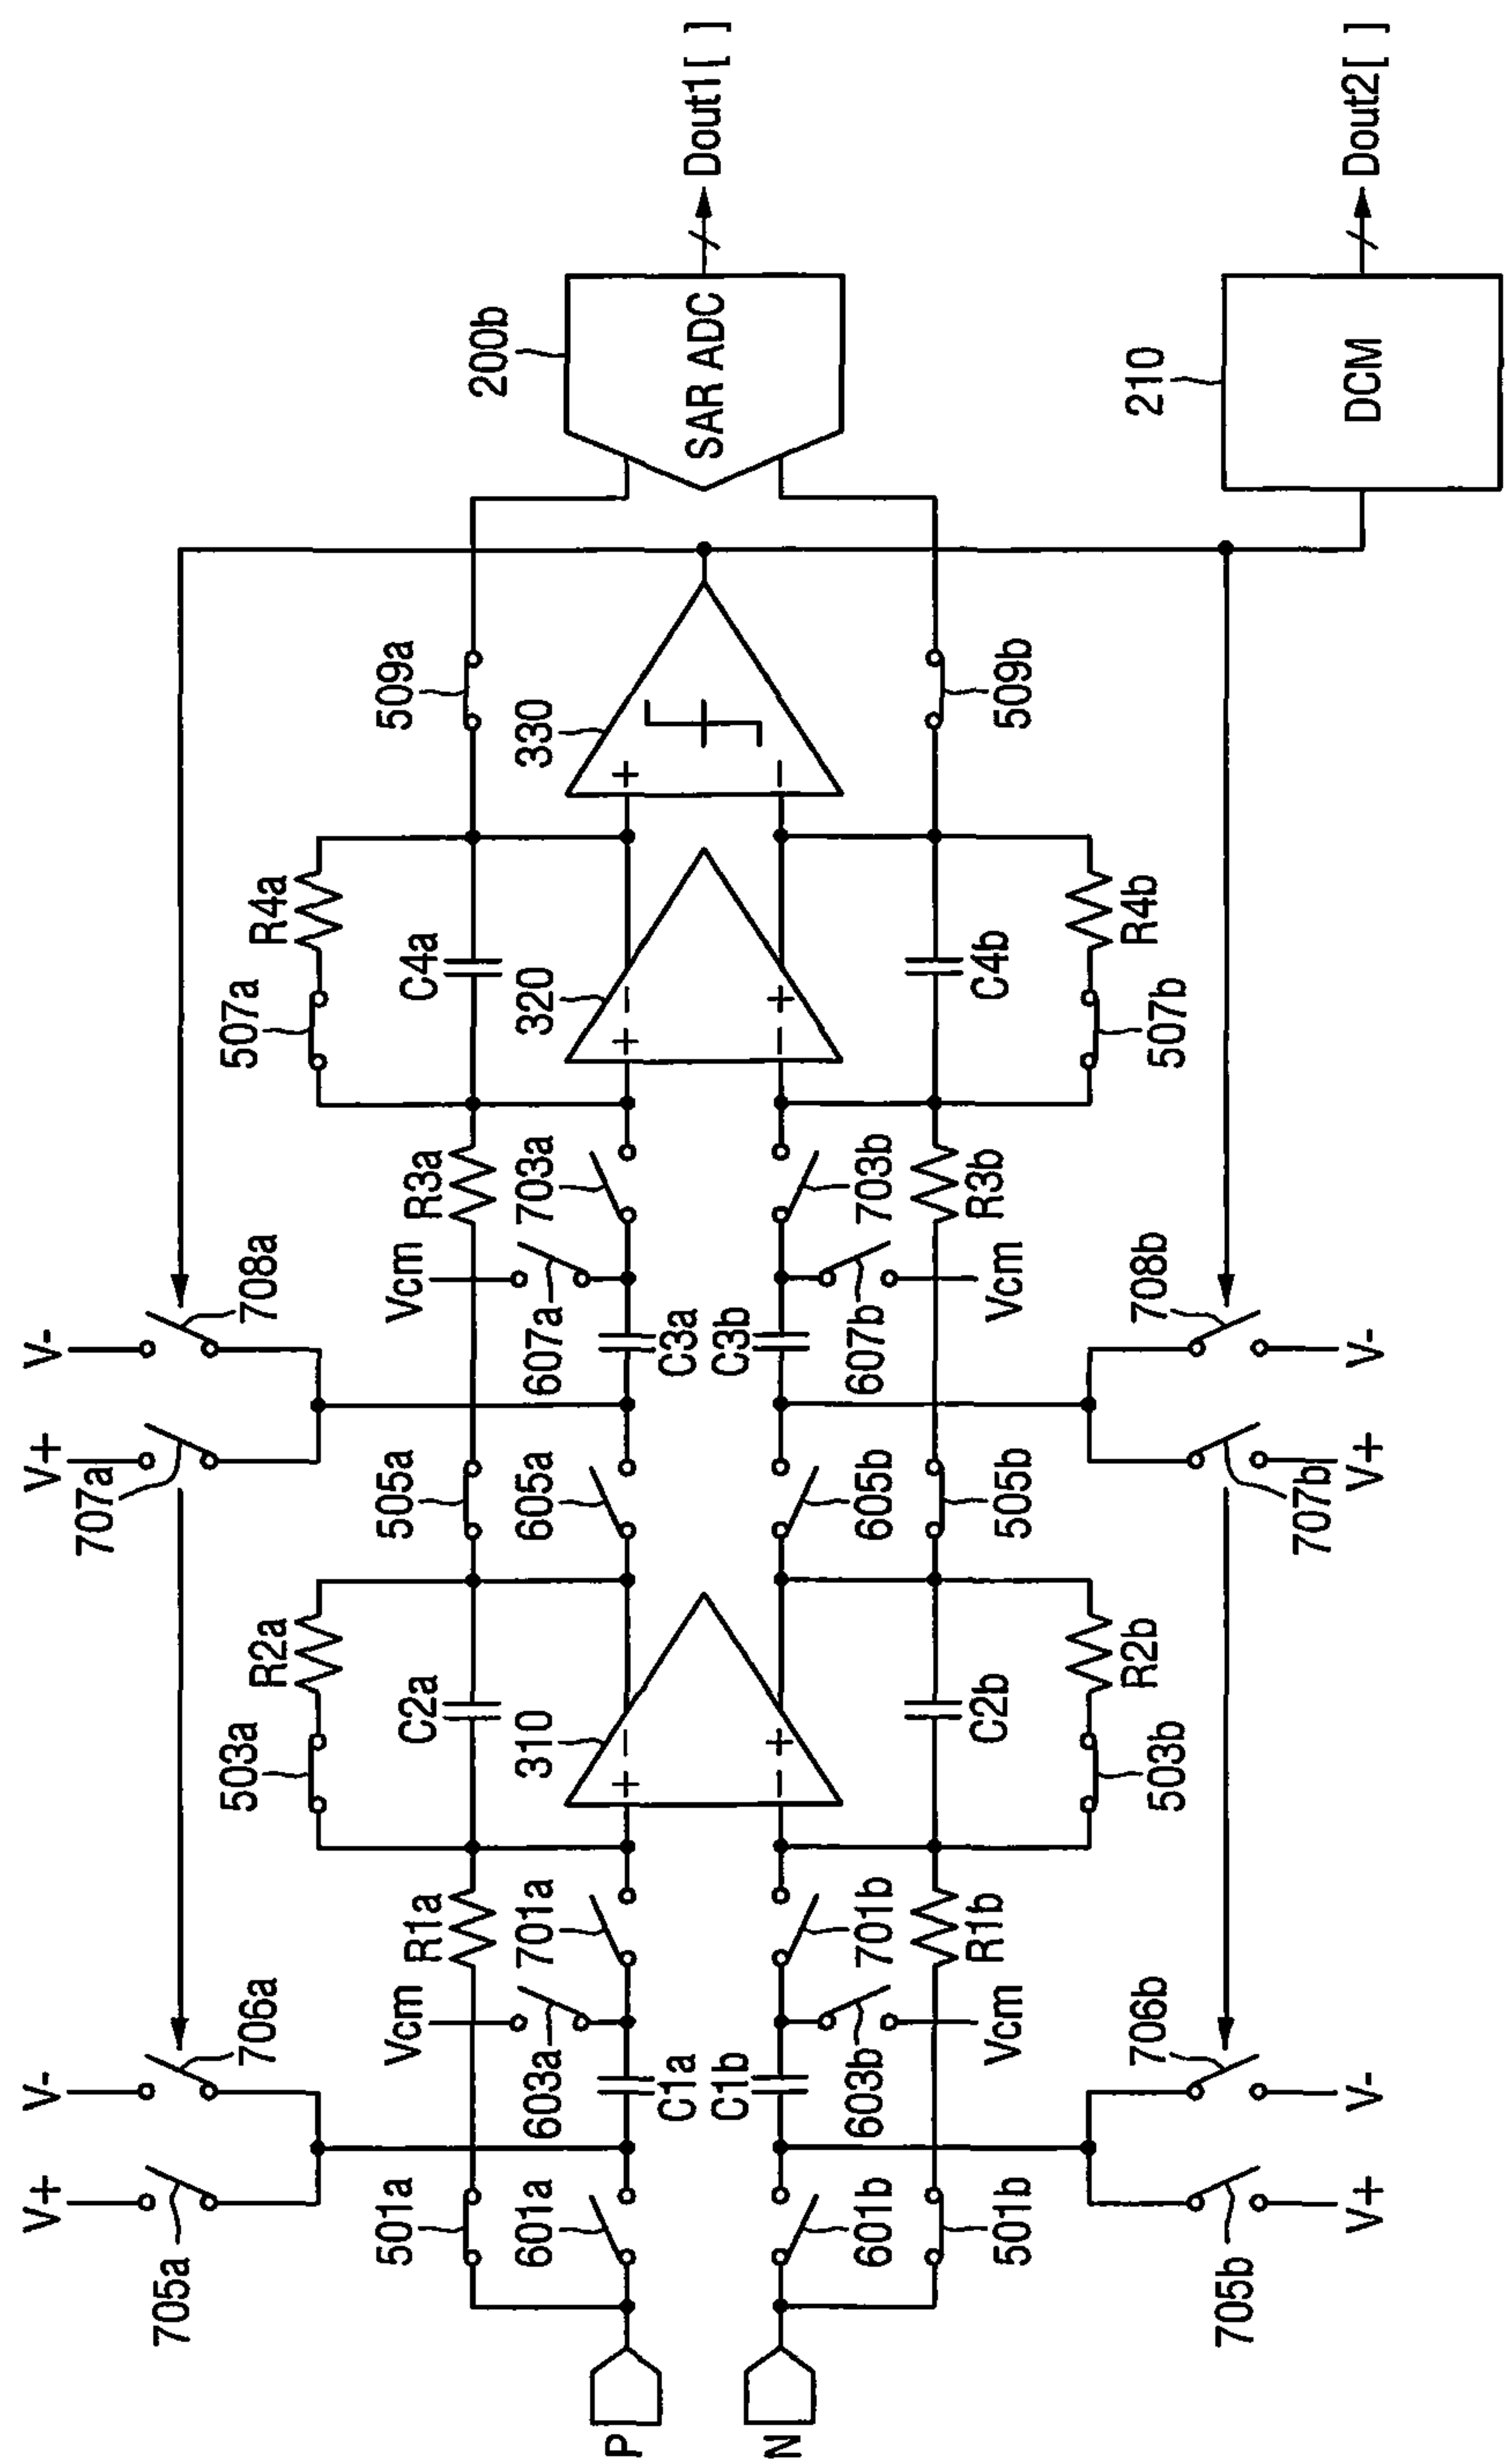 V+
V-
V+
V-
707a
705a
706a
503a
708a
507a
R2a
R4a
501a
505a
509a
Vcm
Vcm
R1a
C2a
R3a
C4a
200b
601a
701a
310
605a
703a
320
330
603a
607a
P
+ −
+ −
+
C1a
C3a
SAR ADC
Dout1[ ]
C1b
C3b
N
− +
− +
−
603b
607b
601b
701b
605b
703b
R1b
C2b
R3b
C4b
Vcm
Vcm
501b
505b
509b
R2b
R4b
210
706b
708b
503b
507b
705b
707b
DCM
Dout2[ ]
V+
V-
V+
V-